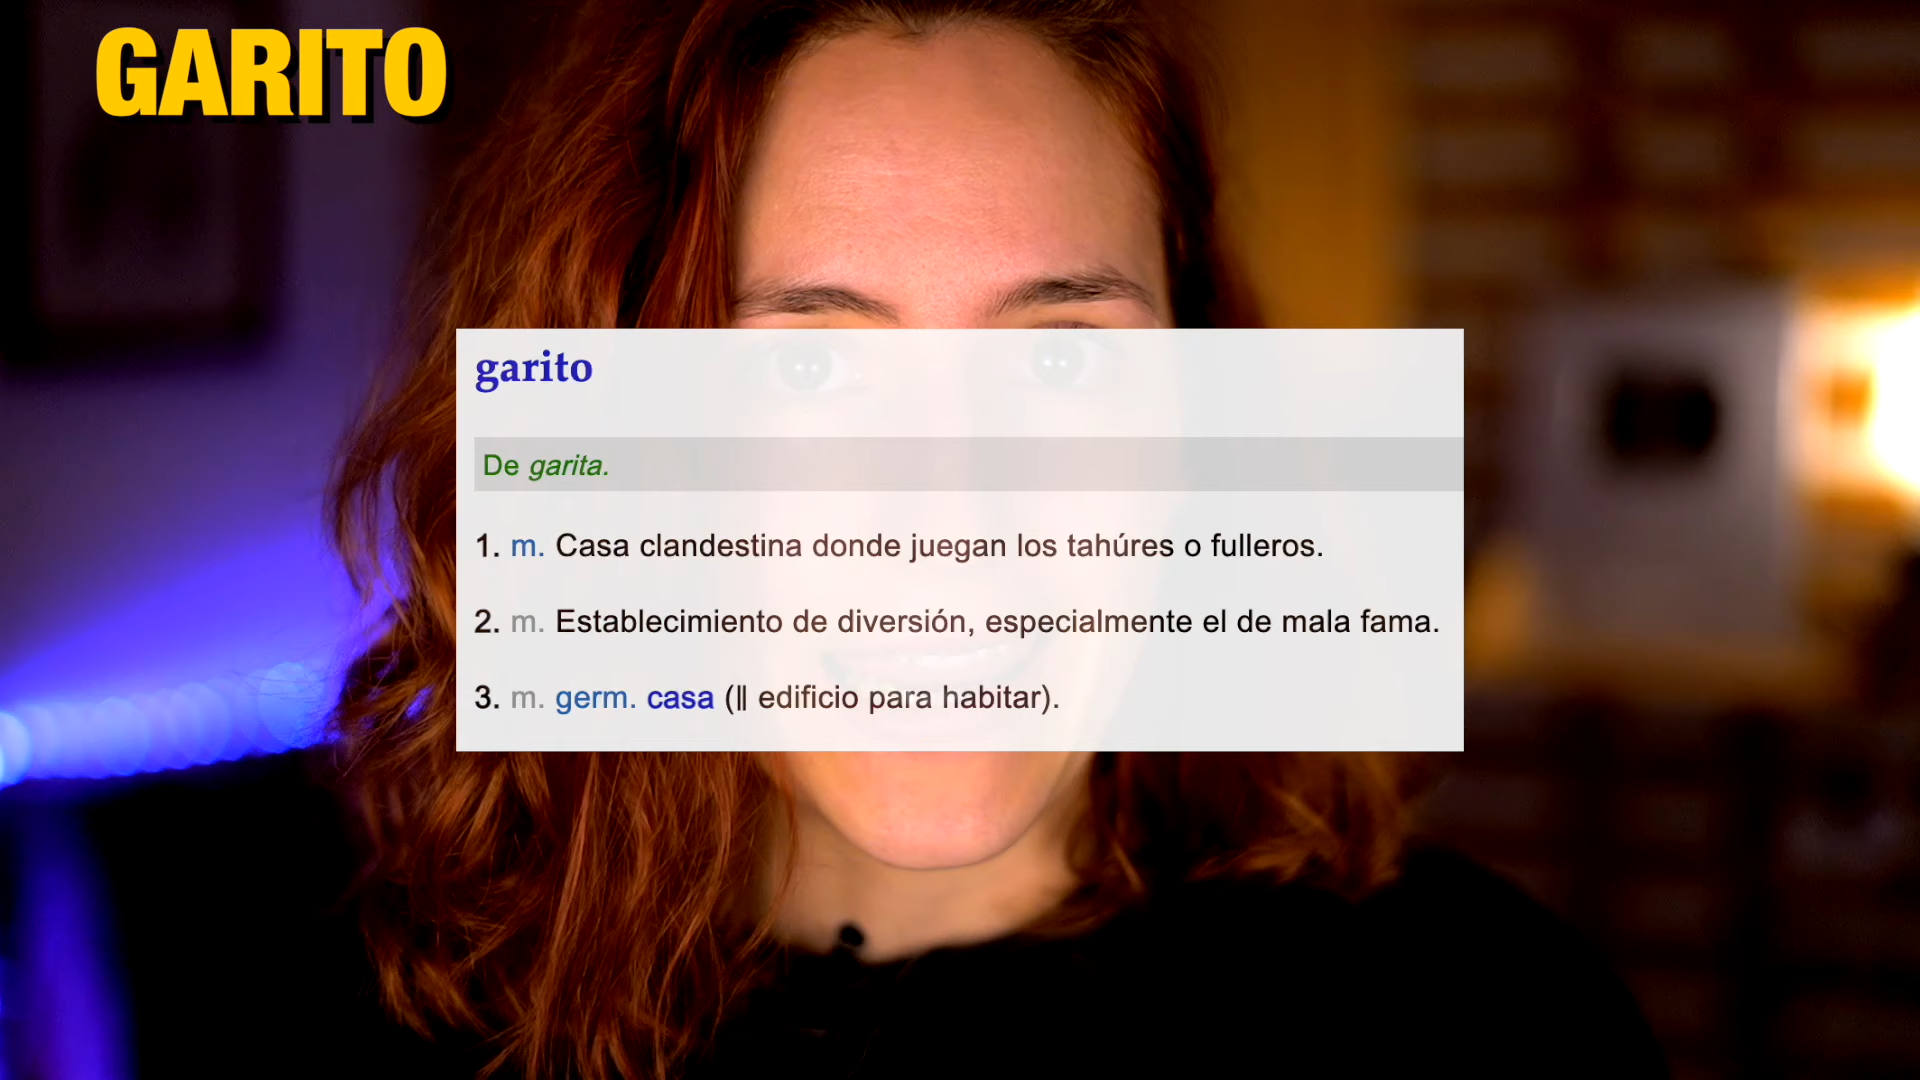 GARITO
garito
De garita.
1. m. Casa clandestina donde juegan los tahúres o fulleros.
2. m. Establecimiento de diversión, especialmente el de mala fama.
3. m. germ. casa (‖ edificio para habitar).